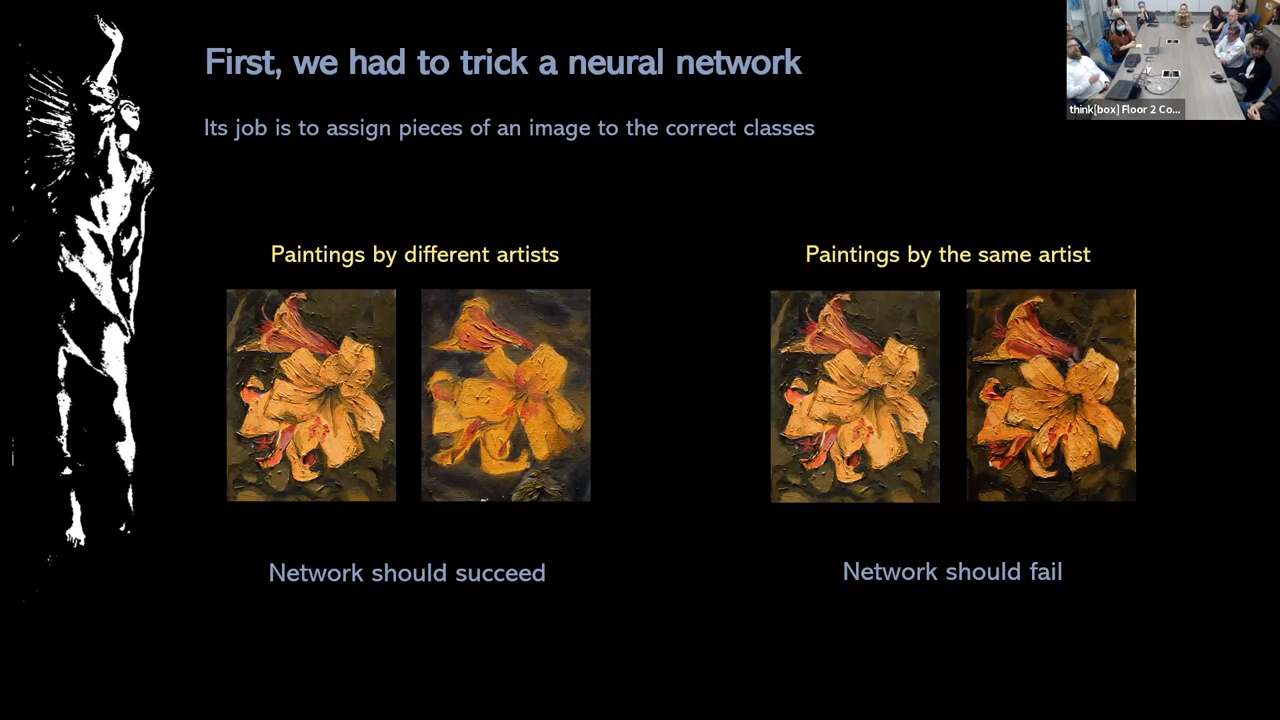 First, we had to trick a neural network
think[box] Floor 2 Co...
Its job is to assign pieces of an image to the correct classes
Paintings by different artists
Paintings by the same artist
Network should succeed
Network should fail